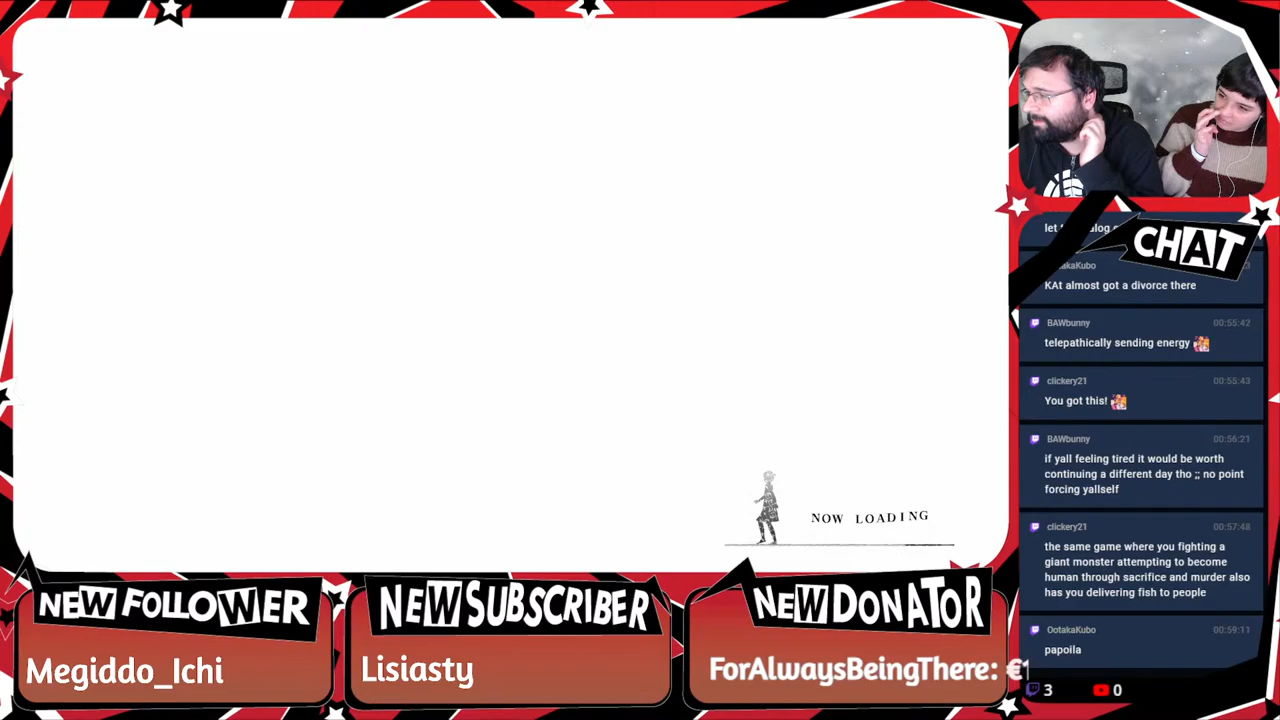 CHAT
OotakaKubo
KAt almost got a divorce there
BAWbunny 00:55:42
telepathically sending energy
clickery21 00:55:43
You got this!
BAWbunny 00:56:21
if yall feeling tired it would be worth
continuing a different day tho ;; no point
forcing yallself
clickery21 00:57:48
the same game where you fighting a
giant monster attempting to become
human through sacrifice and murder also
has you delivering fish to people
OotakaKubo 00:59:11
papoila
3 0
NOW LOADING
NEW FOLLOWER
Megiddo_Ichi
NEW SUBSCRIBER
Lisiasty
NEW DONATOR
ForAlwaysBeingThere: €1